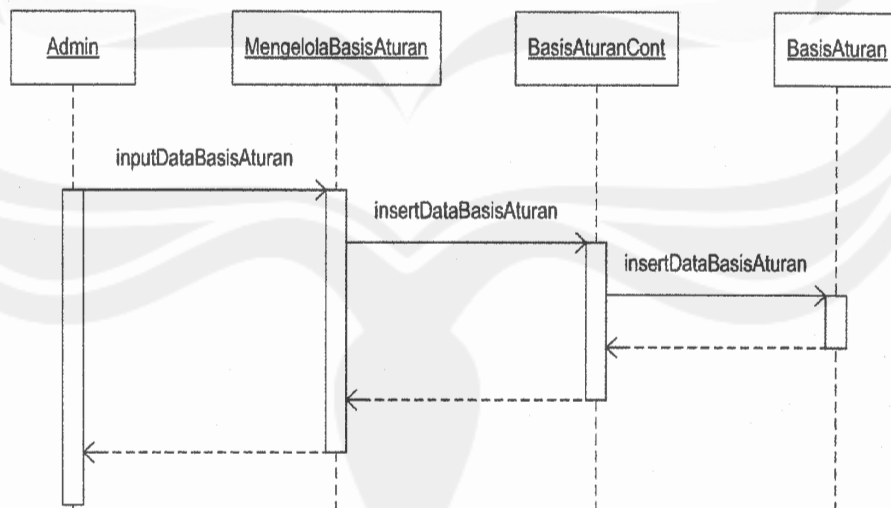 Admin
MengelolaBasisAturan
BasisAturanCont
BasisAturan
inputDataBasisAturan
insertDataBasisAturan
insertDataBasisAturan